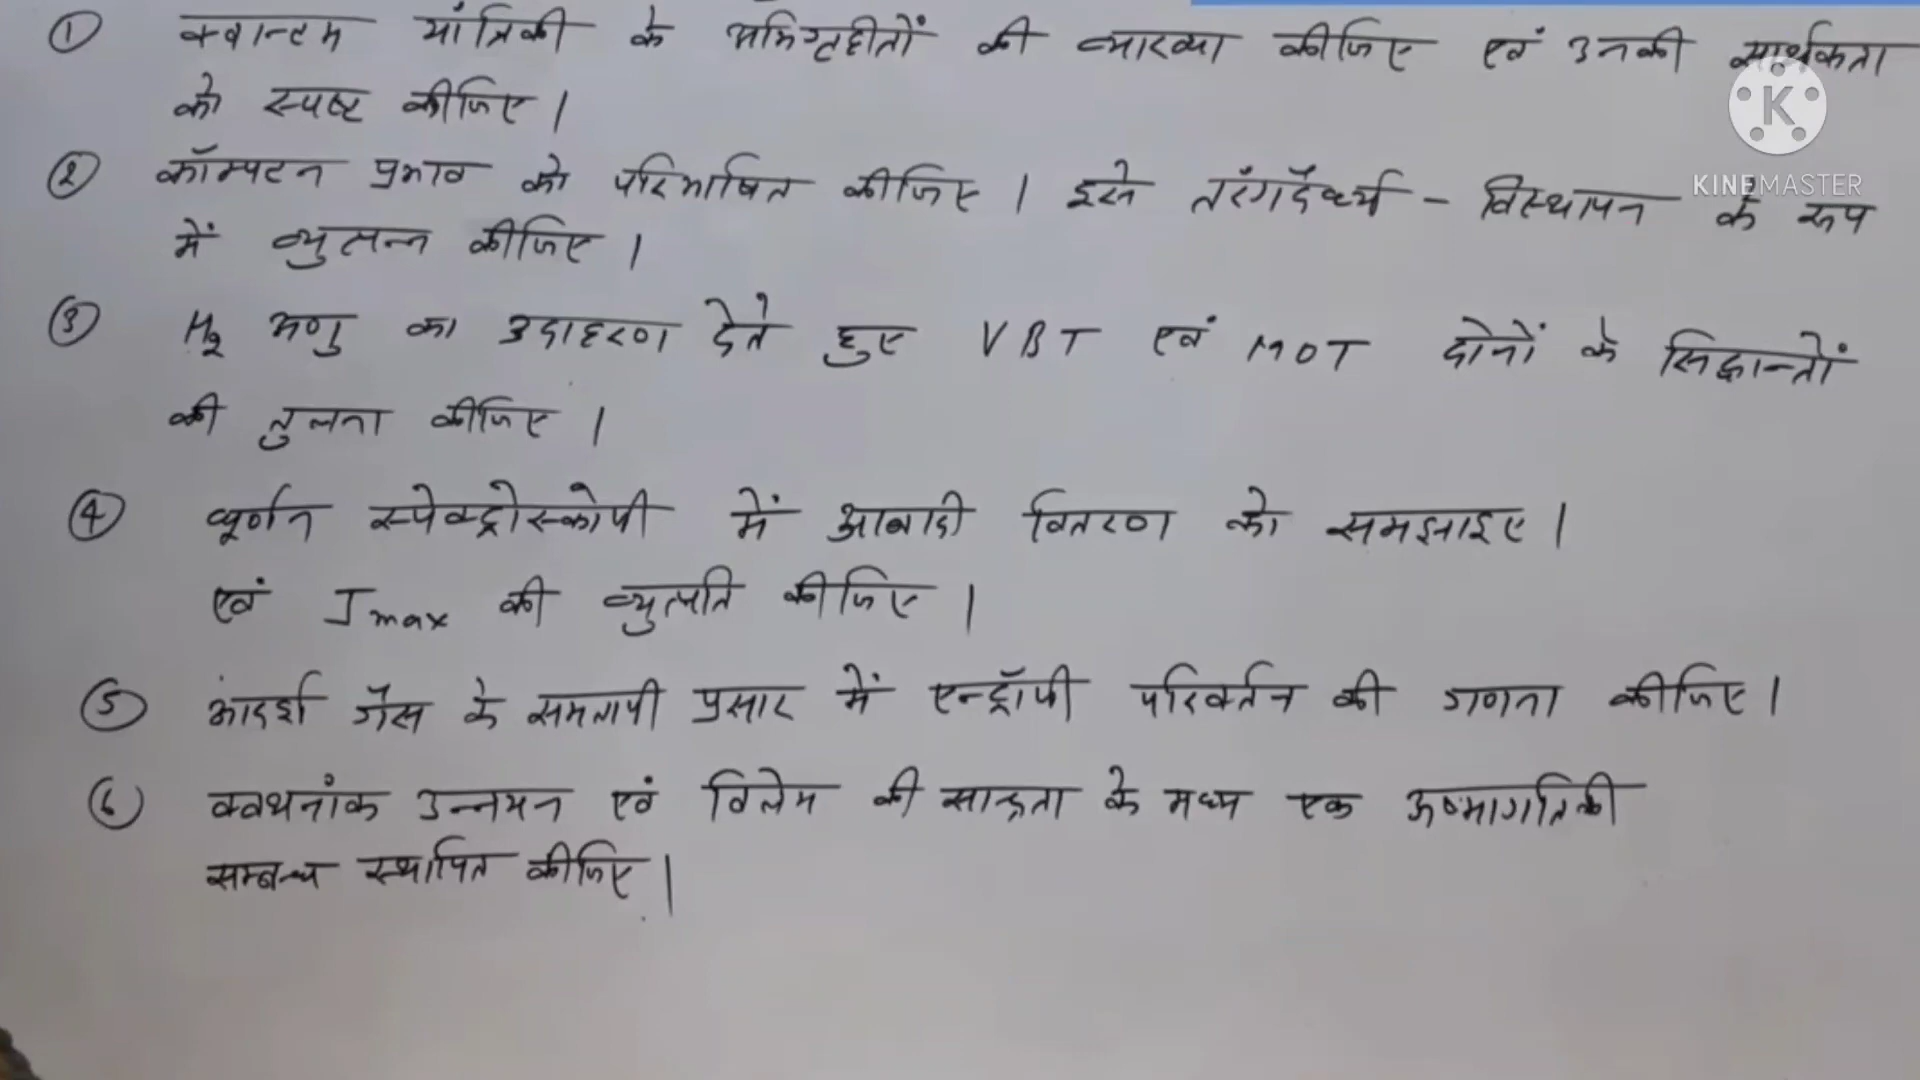 ① क्वान्टम यांत्रिकी के अभिगृहीतों की व्याख्या कीजिए एवं उनकी सार्थकता
को स्पष्ट कीजिए।
② कॉम्पटन प्रभाव को परिभाषित कीजिए। इसे तरंगदैर्ध्य - विस्थापन के रूप
में व्युत्पन्न कीजिए।
③ H₂ अणु का उदाहरण देते हुए VBT एवं MOT दोनों के सिद्धान्तों
की तुलना कीजिए।
④ घूर्णन स्पेक्ट्रोस्कोपी में आबादी वितरण को समझाइए।
एवं Jmax की व्युत्पत्ति कीजिए।
⑤ आदर्श गैस के समतापी प्रसार में एन्ट्रॉपी परिवर्तन की गणना कीजिए।
⑥ क्वथनांक उन्नयन एवं विलेय की सान्द्रता के मध्य एक ऊष्मागतिकी
सम्बन्ध स्थापित कीजिए।
K
KINEMASTER